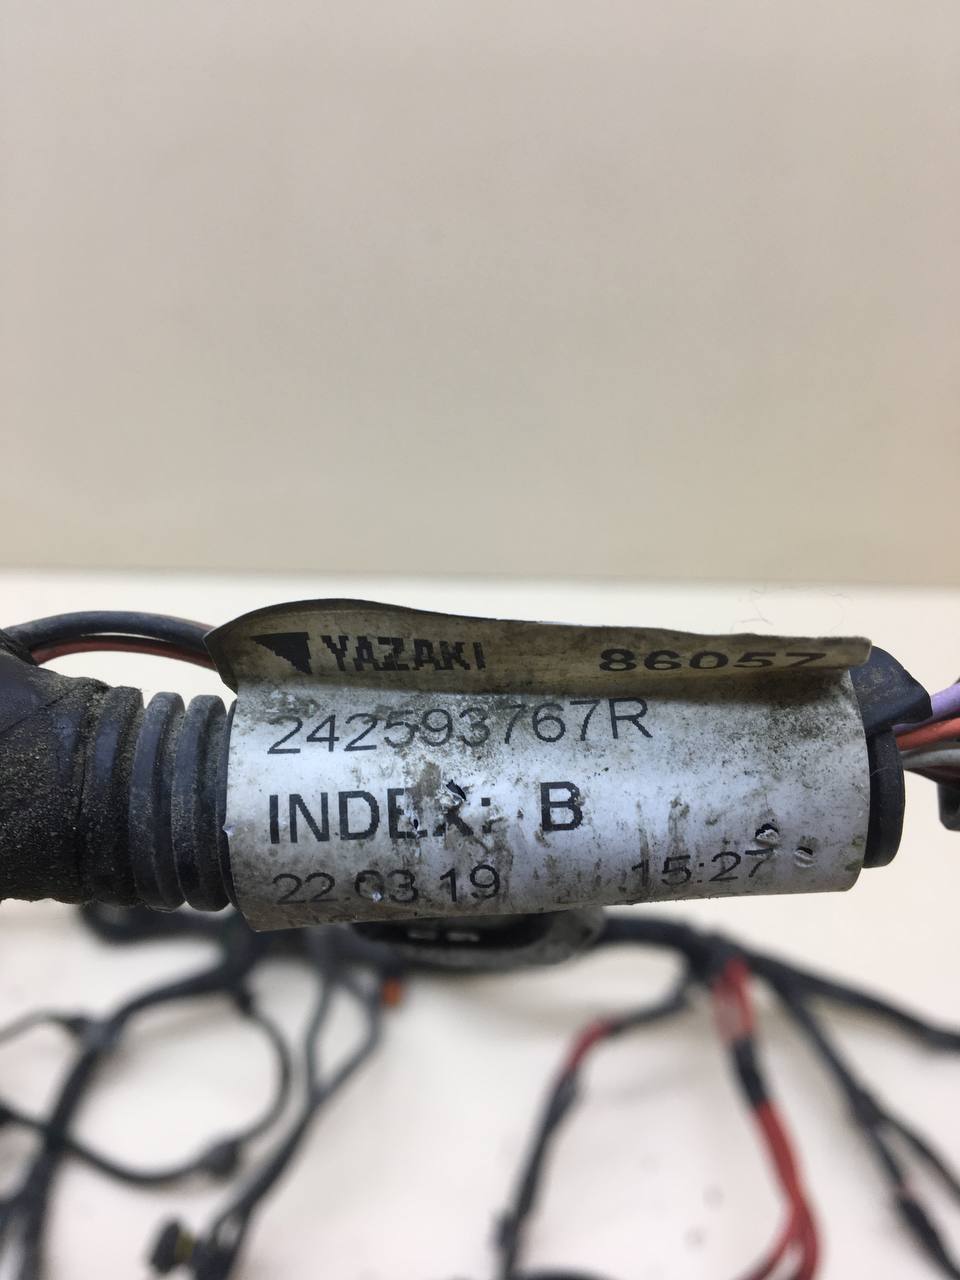 YAZAKI 86057
242593767R
INDEX: B
22.03.19 15:27